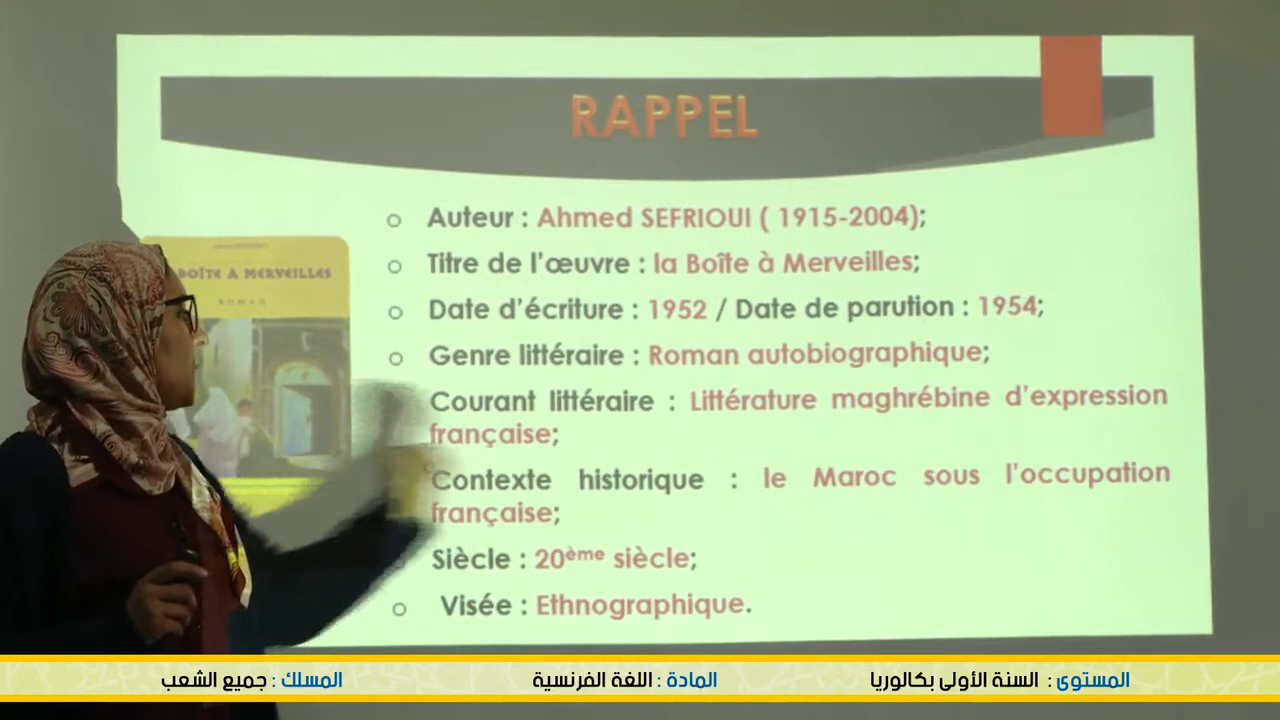 RAPPEL
Auteur : Ahmed SEFRIOUI ( 1915-2004);
BOÎTE A MERVEILLES
ROMAN
Titre de l'œuvre : la Boîte à Merveilles;
Date d'écriture : 1952 / Date de parution : 1954;
Genre littéraire : Roman autobiographique;
Courant littéraire : Littérature maghrébine d'expression
française;
Contexte historique : le Maroc sous l'occupation
française;
Siècle : 20ème siècle;
Visée : Ethnographique.
المستوى : السنة الأولى بكالوريا
المادة : اللغة الفرنسية
المسلك : جميع الشعب